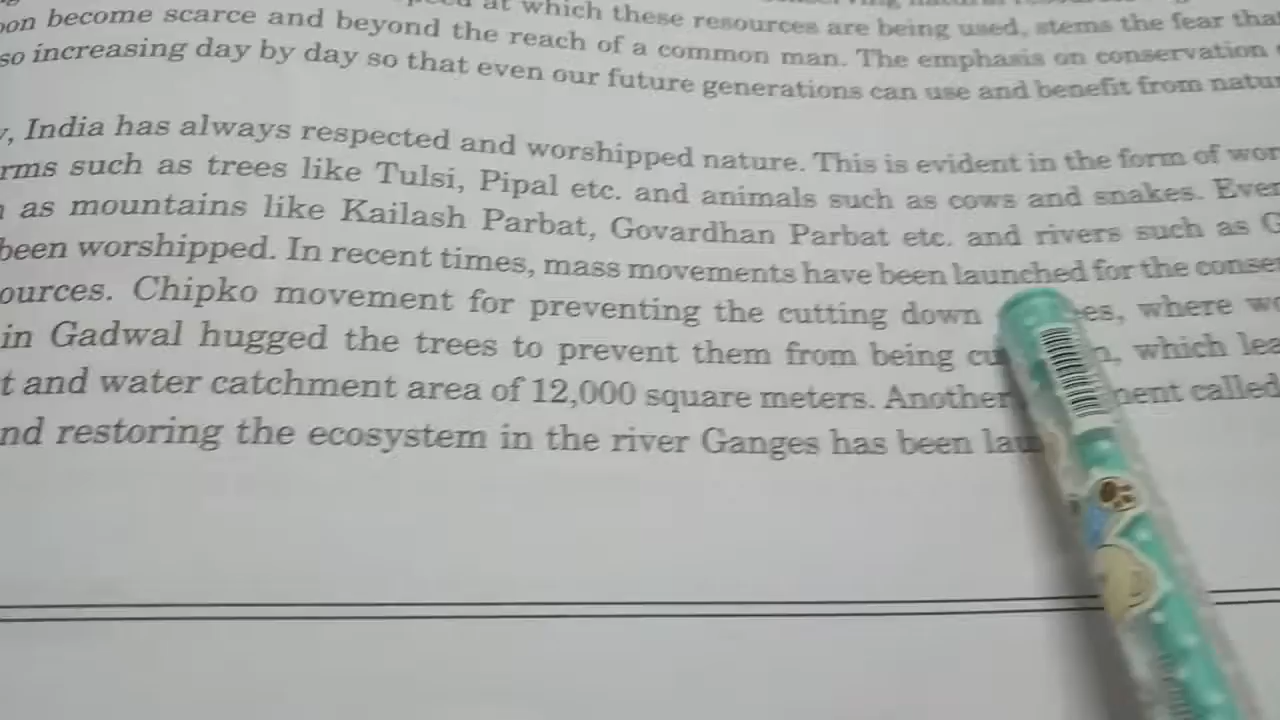 at which these resources are being used, stems the fear that
become scarce and beyond the reach of a common man. The emphasis on conservation
so increasing day by day so that even our future generations can use and benefit from natur
, India has always respected and worshipped nature. This is evident in the form of wor
rms such as trees like Tulsi, Pipal etc. and animals such as cows and snakes. Even
as mountains like Kailash Parbat, Govardhan Parbat etc. and rivers such as G
been worshipped. In recent times, mass movements have been launched for the conser
ources. Chipko movement for preventing the cutting down es, where wo
in Gadwal hugged the trees to prevent them from being cu n, which lea
t and water catchment area of 12,000 square meters. Another ment called
nd restoring the ecosystem in the river Ganges has been lau